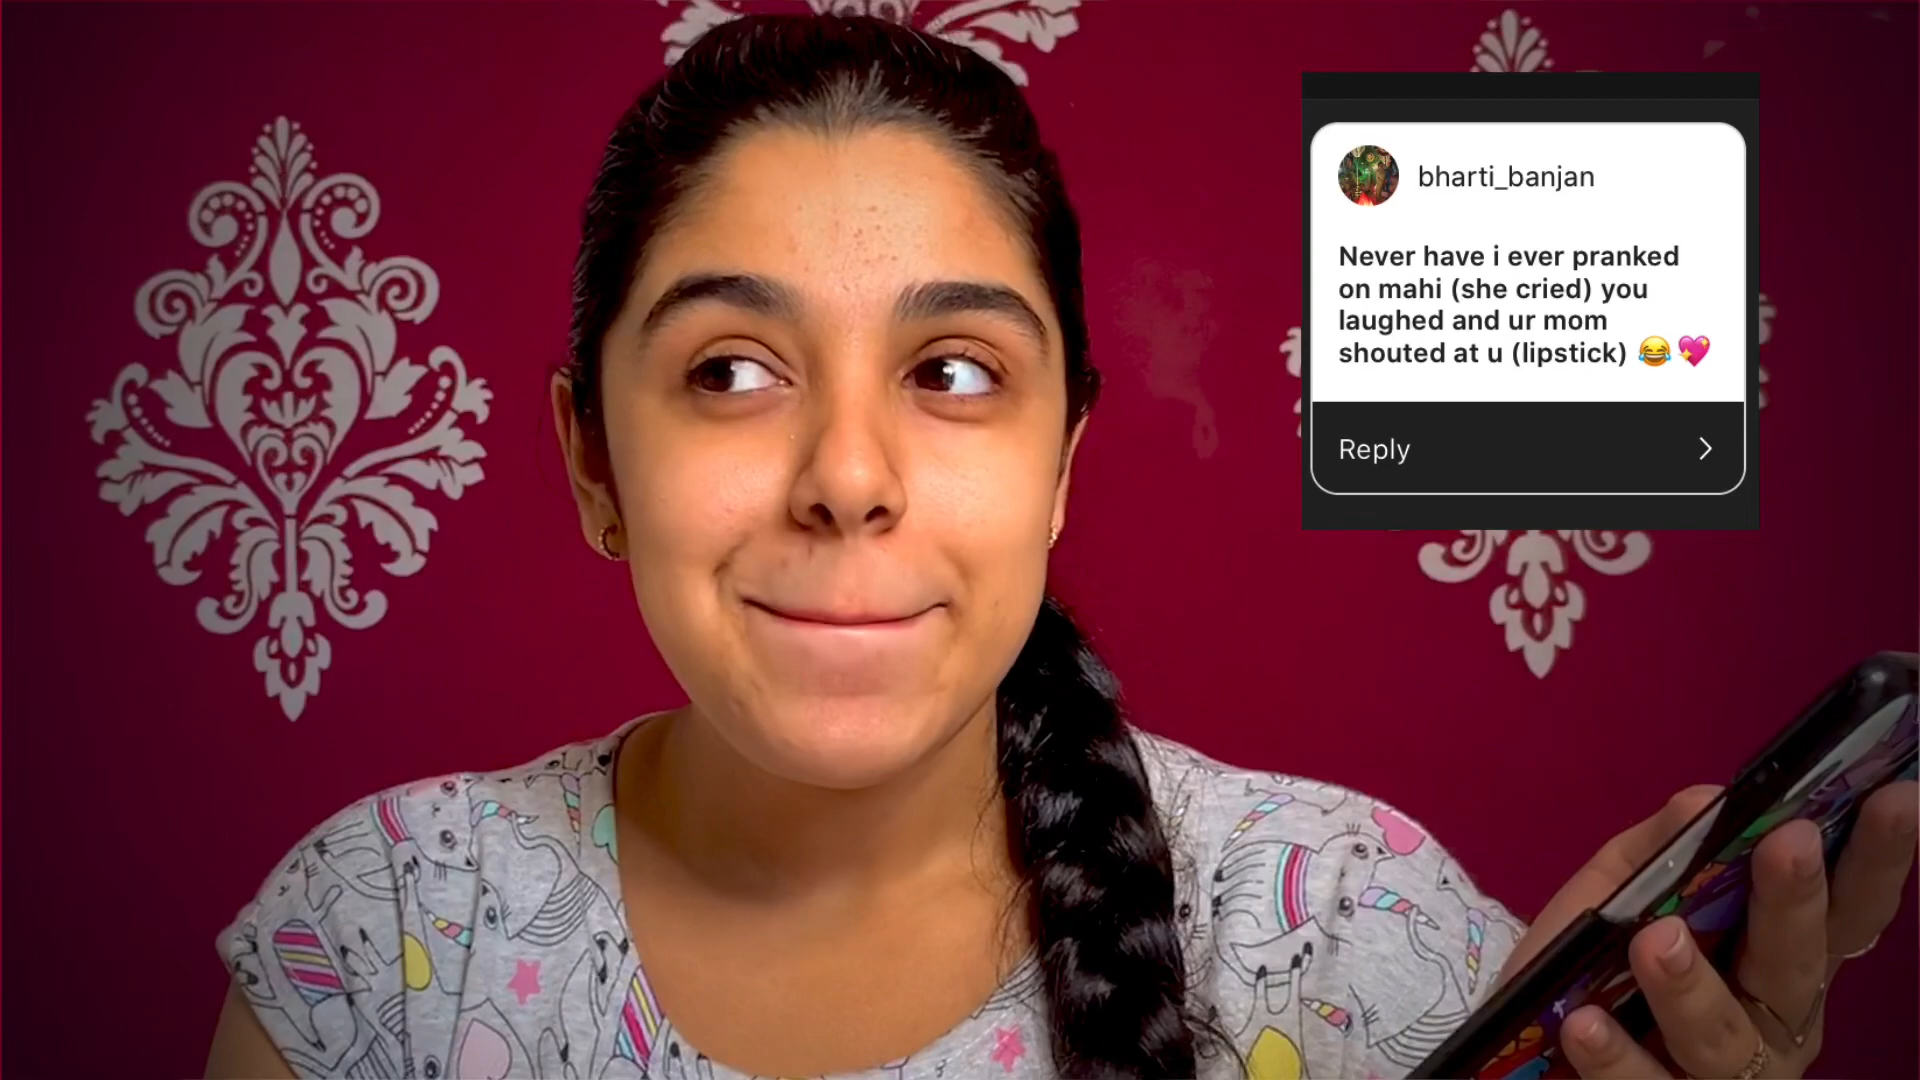 bharti_banjan
Never have i ever pranked
on mahi (she cried) you
laughed and ur mom
shouted at u (lipstick) 😂💖
Reply